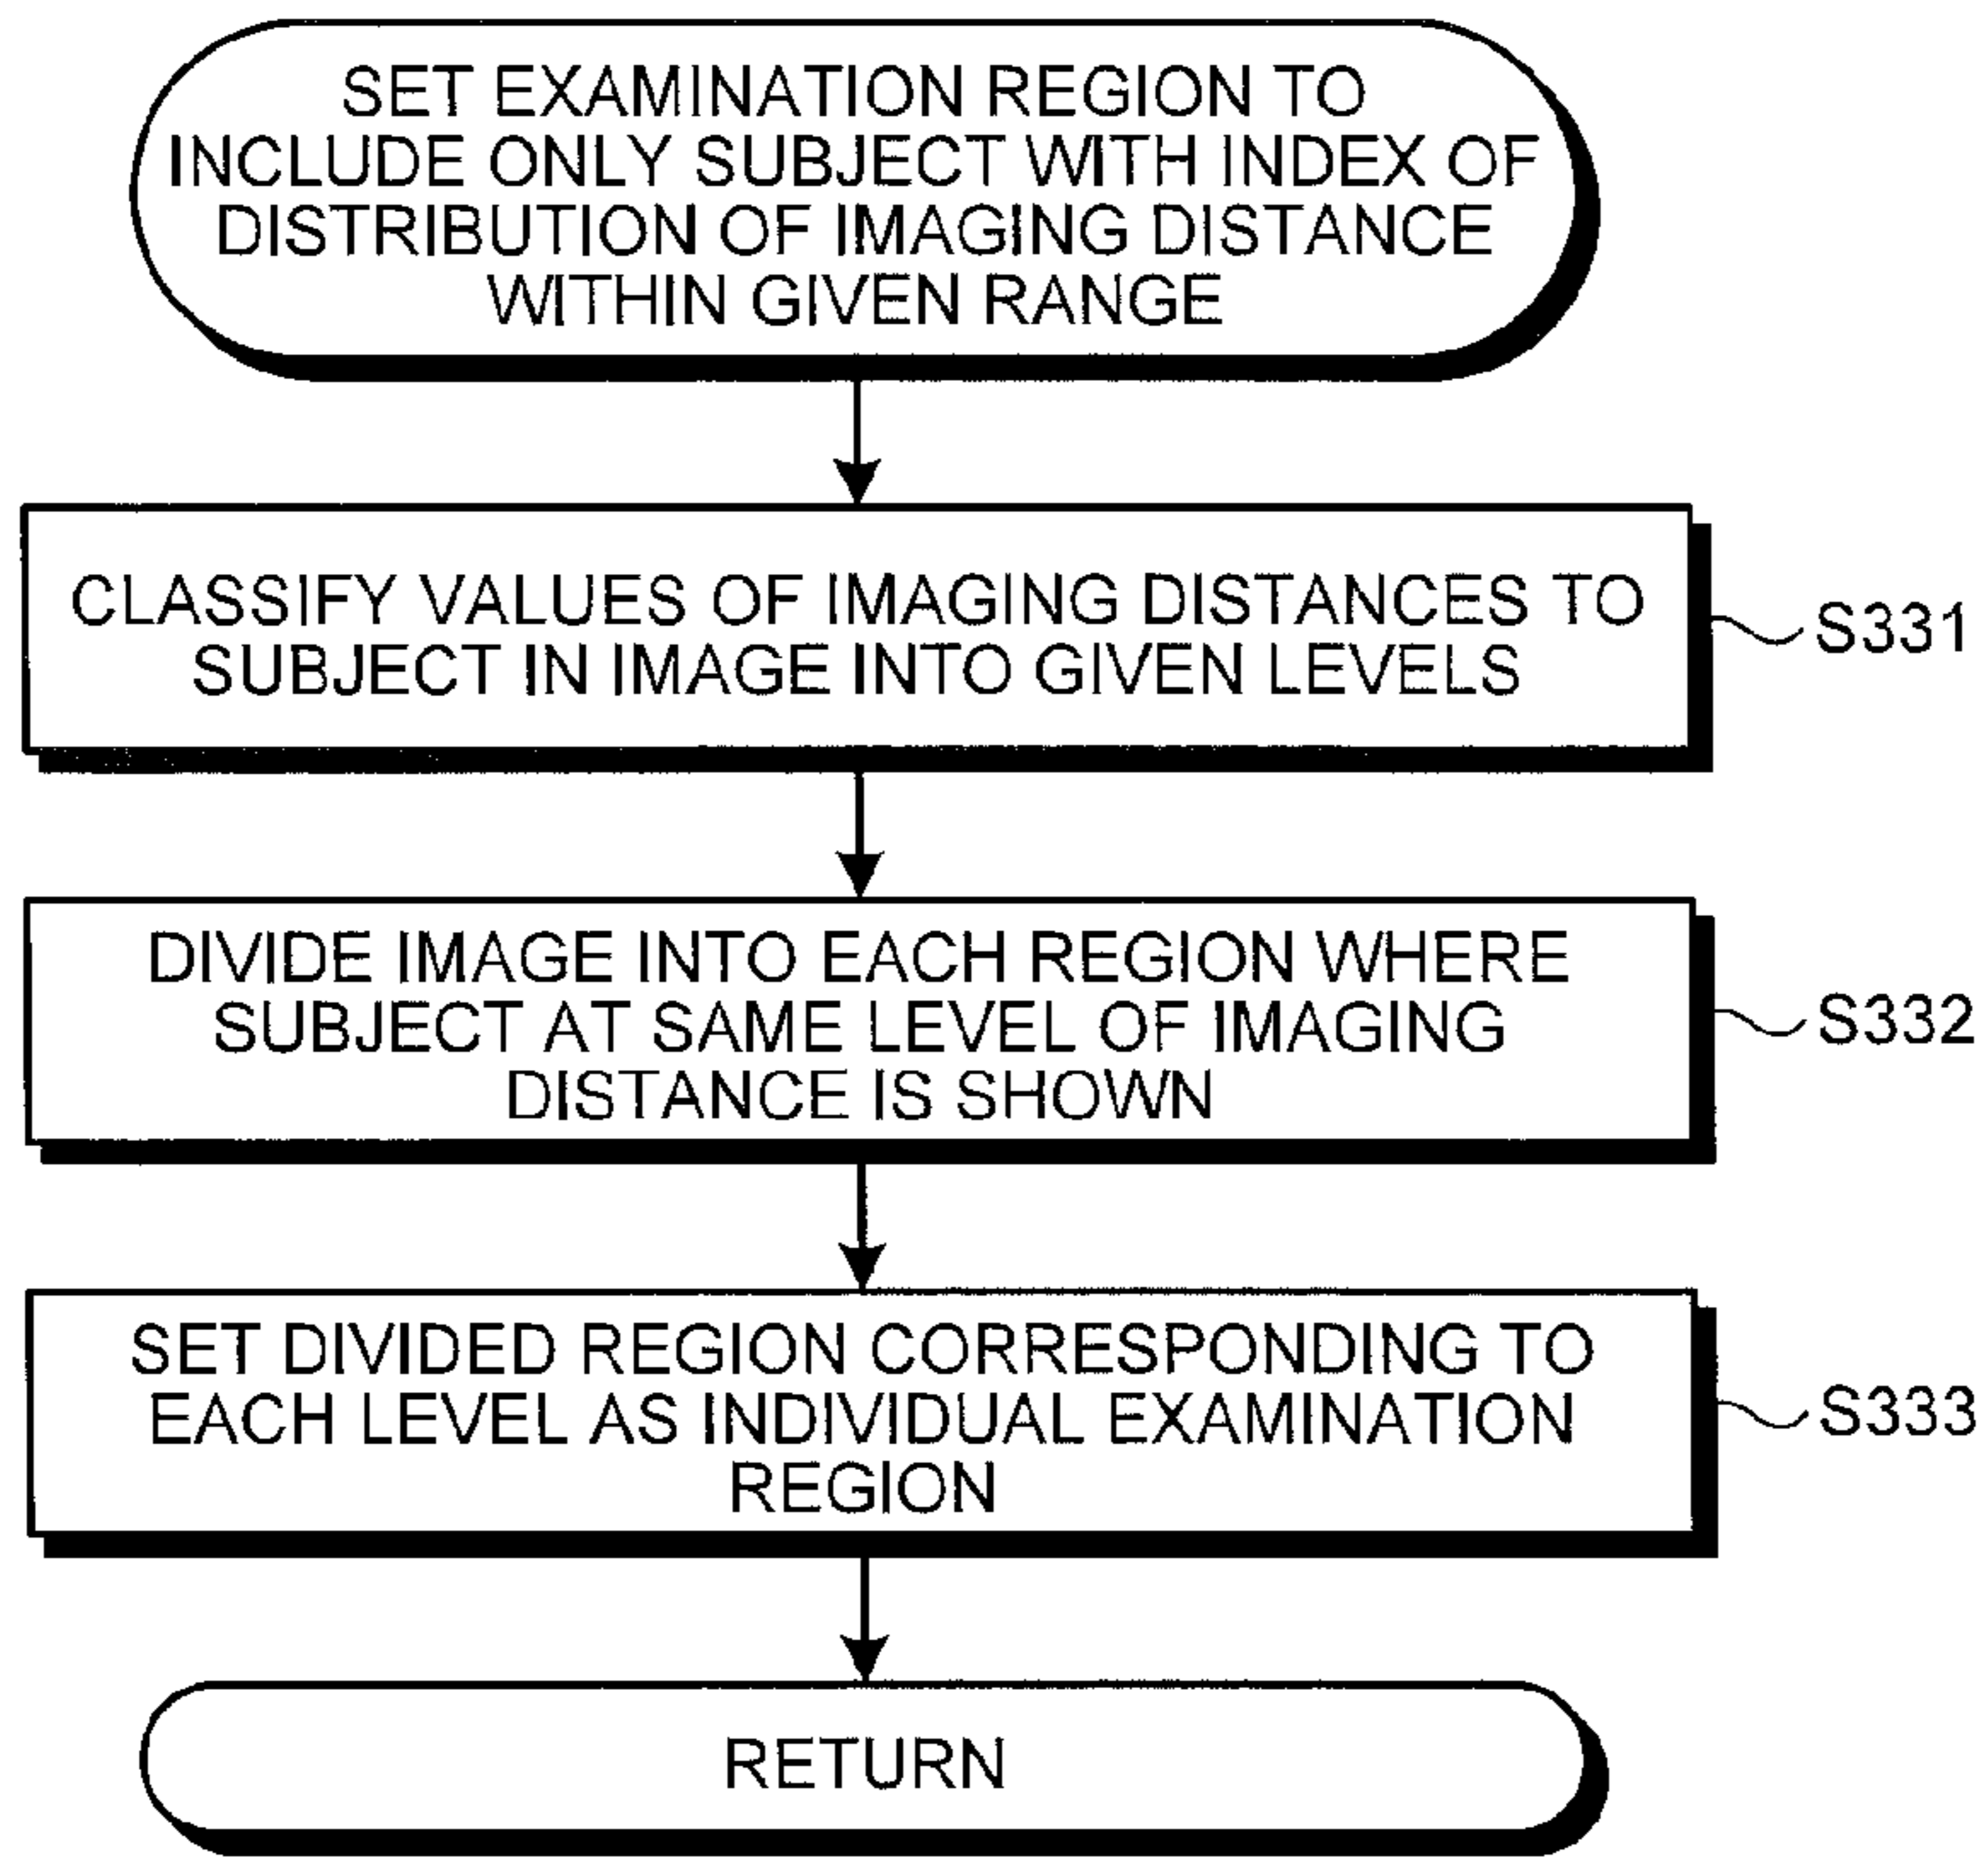 SET EXAMINATION REGION TO
INCLUDE ONLY SUBJECT WITH INDEX OF
DISTRIBUTION OF IMAGING DISTANCE
WITHIN GIVEN RANGE
CLASSIFY VALUES OF IMAGING DISTANCES TO
SUBJECT IN IMAGE INTO GIVEN LEVELS
S331
DIVIDE IMAGE INTO EACH REGION WHERE
SUBJECT AT SAME LEVEL OF IMAGING
DISTANCE IS SHOWN
S332
SET DIVIDED REGION CORRESPONDING TO
EACH LEVEL AS INDIVIDUAL EXAMINATION
REGION
S333
RETURN